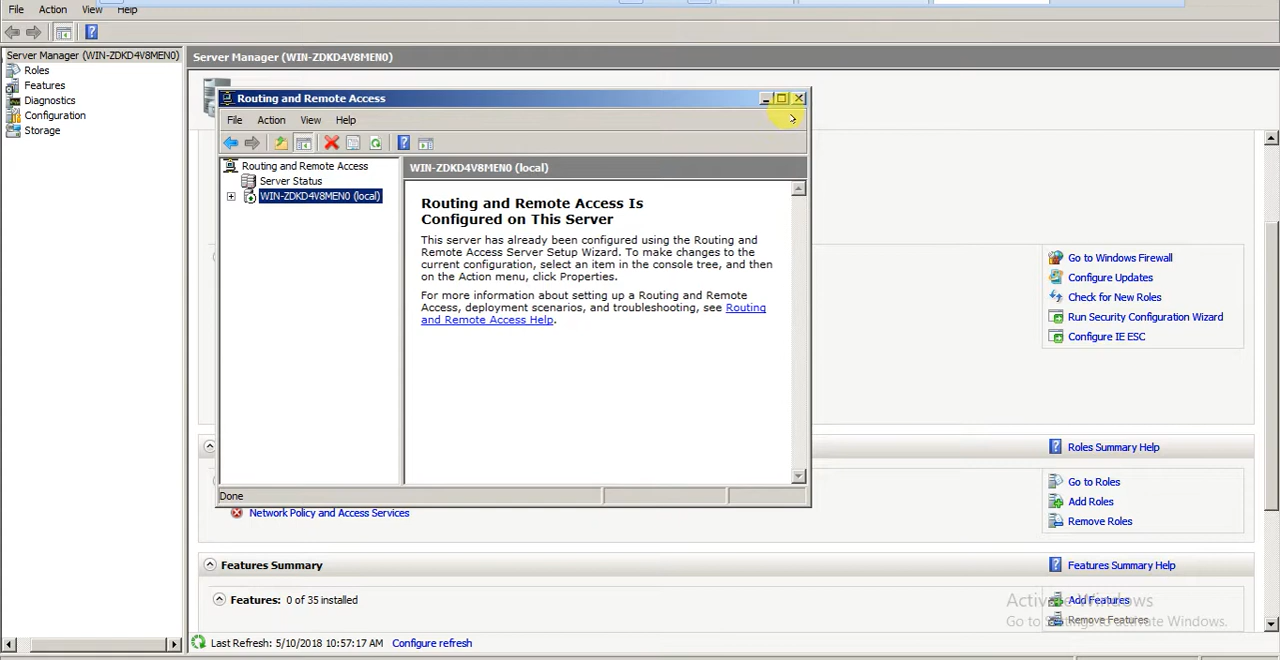 File Action View Help
Server Manager (WIN-ZDKD4V8MEN0)
Roles
Features
Diagnostics
Configuration
Storage
Server Manager (WIN-ZDKD4V8MEN0)
Routing and Remote Access
File Action View Help
Routing and Remote Access
Server Status
WIN-ZDKD4V8MEN0 (local)
WIN-ZDKD4V8MEN0 (local)
Routing and Remote Access Is
Configured on This Server
This server has already been configured using the Routing and
Remote Access Server Setup Wizard. To make changes to the
current configuration, select an item in the console tree, and then
on the Action menu, click Properties.
For more information about setting up a Routing and Remote
Access, deployment scenarios, and troubleshooting, see Routing
and Remote Access Help.
Done
Go to Windows Firewall
Configure Updates
Check for New Roles
Run Security Configuration Wizard
Configure IE ESC
Roles Summary Help
Go to Roles
Add Roles
Remove Roles
Network Policy and Access Services
Features Summary
Features Summary Help
Features: 0 of 35 installed
Add Features
Remove Features
Activate Windows
Go to Settings to activate Windows.
Last Refresh: 5/10/2018 10:57:17 AM Configure refresh